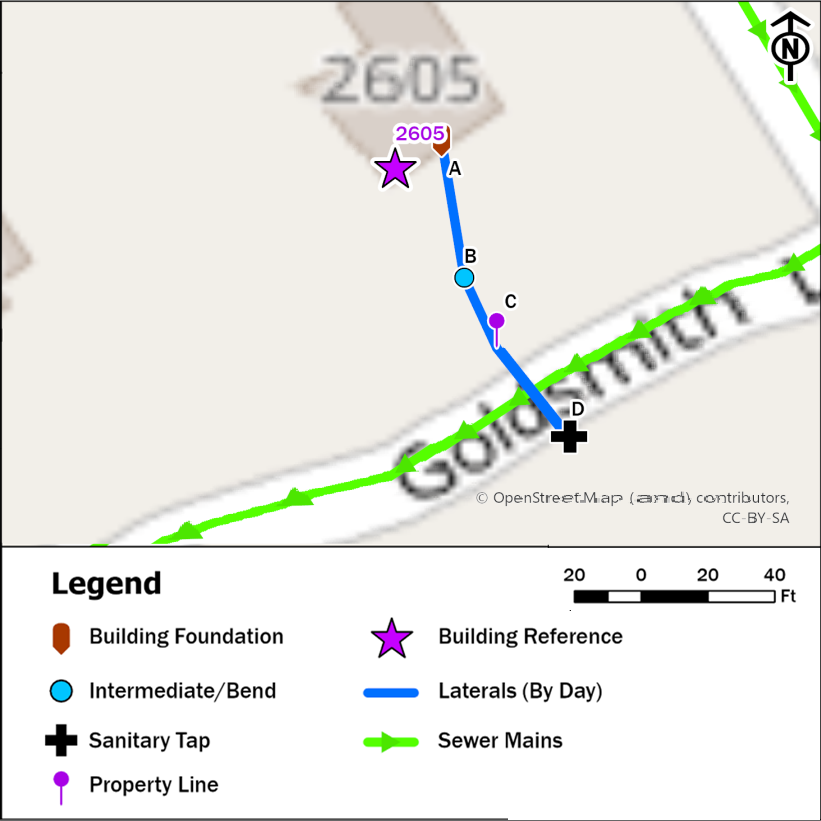 N
2605
2605
A
B
C
D
Goldsmith
© OpenStreetMap (and) contributors,
CC-BY-SA
Legend
20 0 20 40
Ft
Building Foundation
Building Reference
Intermediate/Bend
Laterals (By Day)
Sanitary Tap
Sewer Mains
Property Line